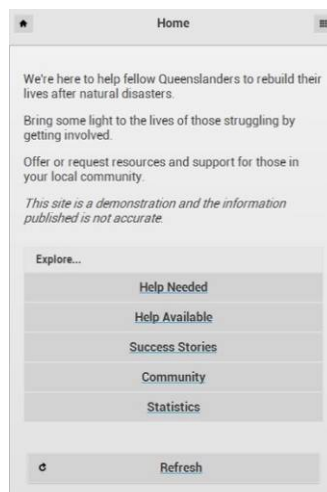 Home
We're here to help fellow Queenslanders to rebuild their
lives after natural disasters.
Bring some light to the lives of those struggling by
getting involved.
Offer or request resources and support for those in
your local community.
This site is a demonstration and the information
published is not accurate.
Explore...
Help Needed
Help Available
Success Stories
Community
Statistics
Refresh